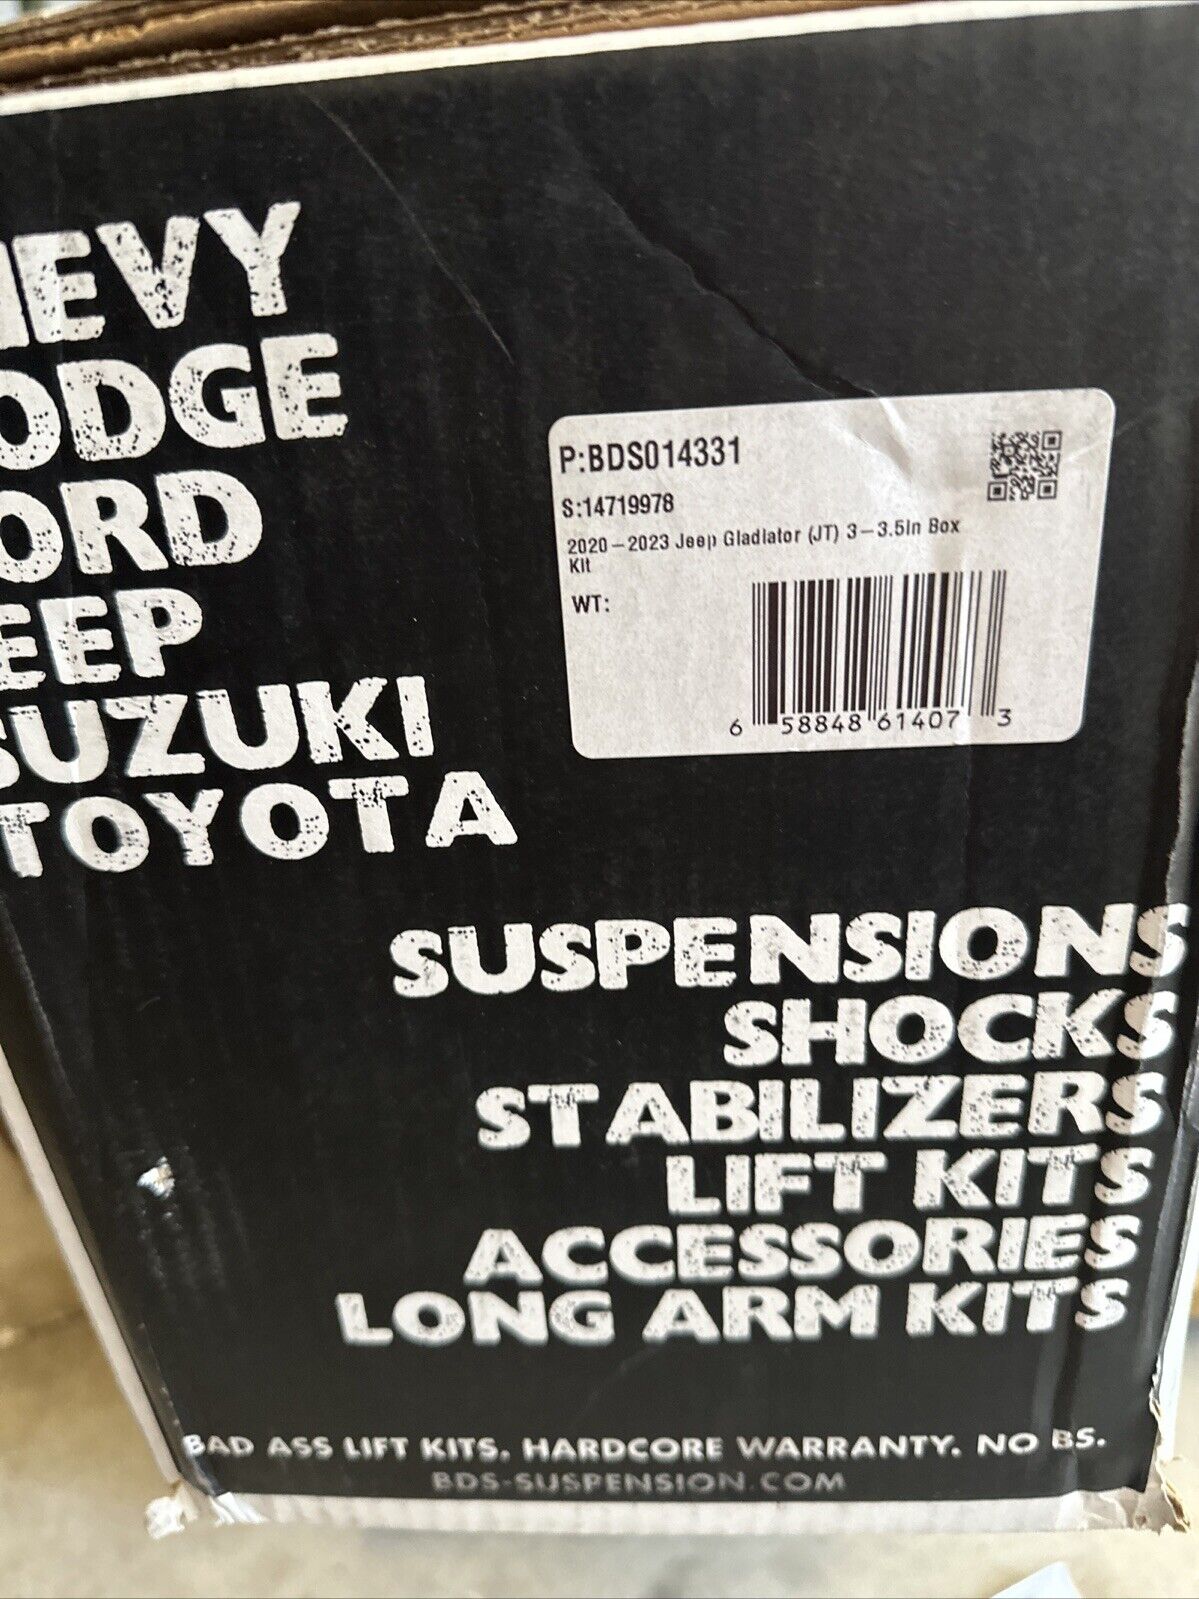 HEVY
ODGE
ORD
EEP
SUZUKI
TOYOTA
P:BDS014331
S:14719978
2020-2023 Jeep Gladiator (JT) 3-3.5in Box
Kit
WT:
6 58848 61407 3
SUSPENSIONS
SHOCKS
STABILIZERS
LIFT KITS
ACCESSORIES
LONG ARM KITS
BAD ASS LIFT KITS. HARDCORE WARRANTY. NO BS.
BDS-SUSPENSION.COM